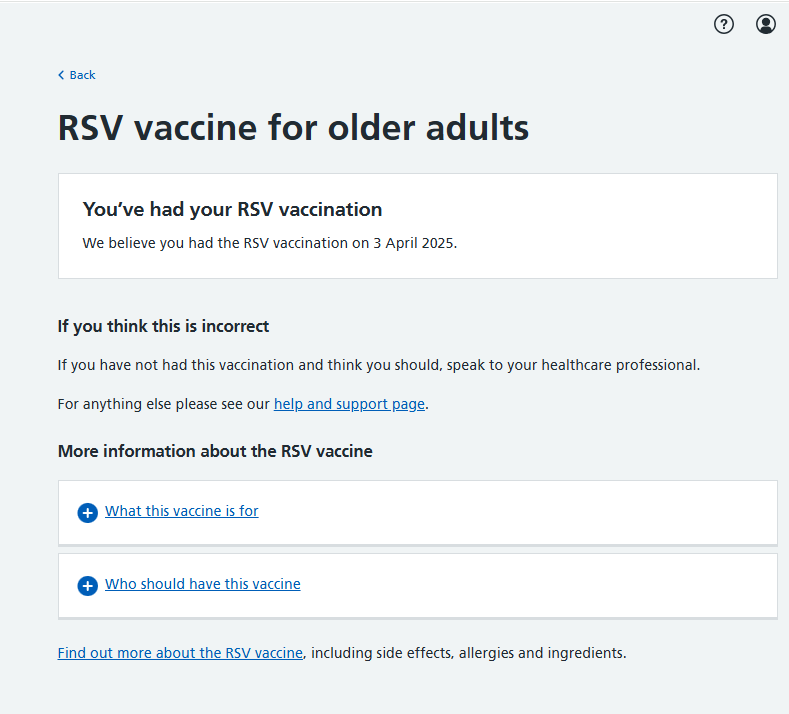 ?
Back
RSV vaccine for older adults
You’ve had your RSV vaccination
We believe you had the RSV vaccination on 3 April 2025.
If you think this is incorrect
If you have not had this vaccination and think you should, speak to your healthcare professional.
For anything else please see our help and support page.
More information about the RSV vaccine
What this vaccine is for
Who should have this vaccine
Find out more about the RSV vaccine, including side effects, allergies and ingredients.